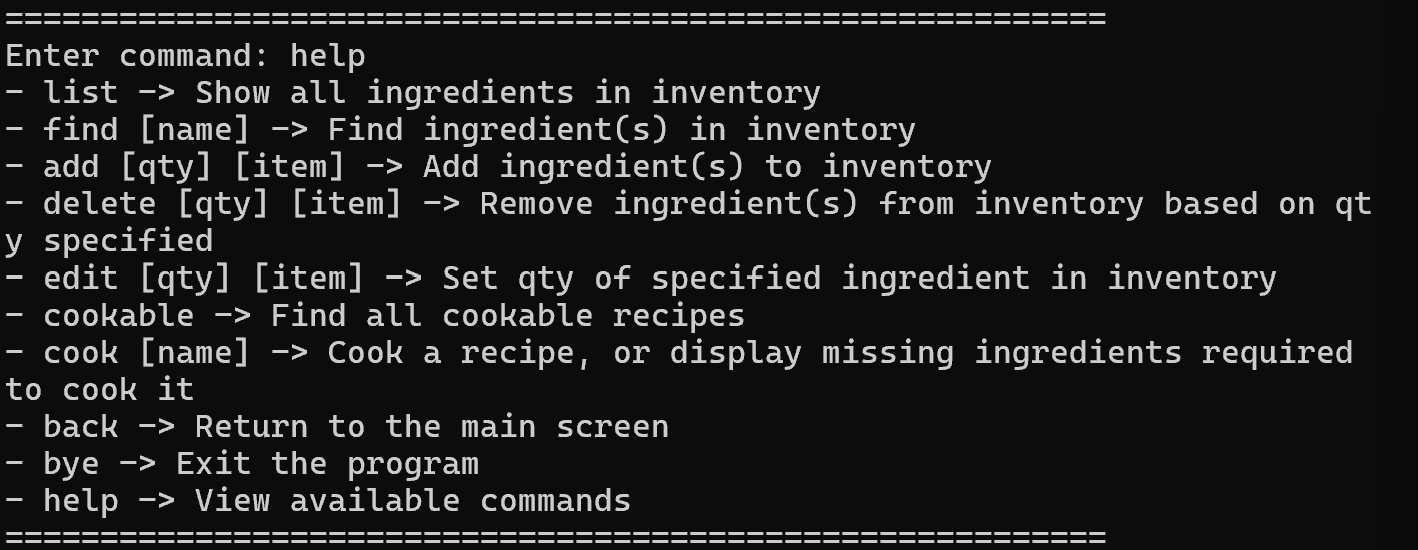 ==========================================================
Enter command: help
- list -> Show all ingredients in inventory
- find [name] -> Find ingredient(s) in inventory
- add [qty] [item] -> Add ingredient(s) to inventory
- delete [qty] [item] -> Remove ingredient(s) from inventory based on qt
y specified
- edit [qty] [item] -> Set qty of specified ingredient in inventory
- cookable -> Find all cookable recipes
- cook [name] -> Cook a recipe, or display missing ingredients required
to cook it
- back -> Return to the main screen
- bye -> Exit the program
- help -> View available commands
==========================================================